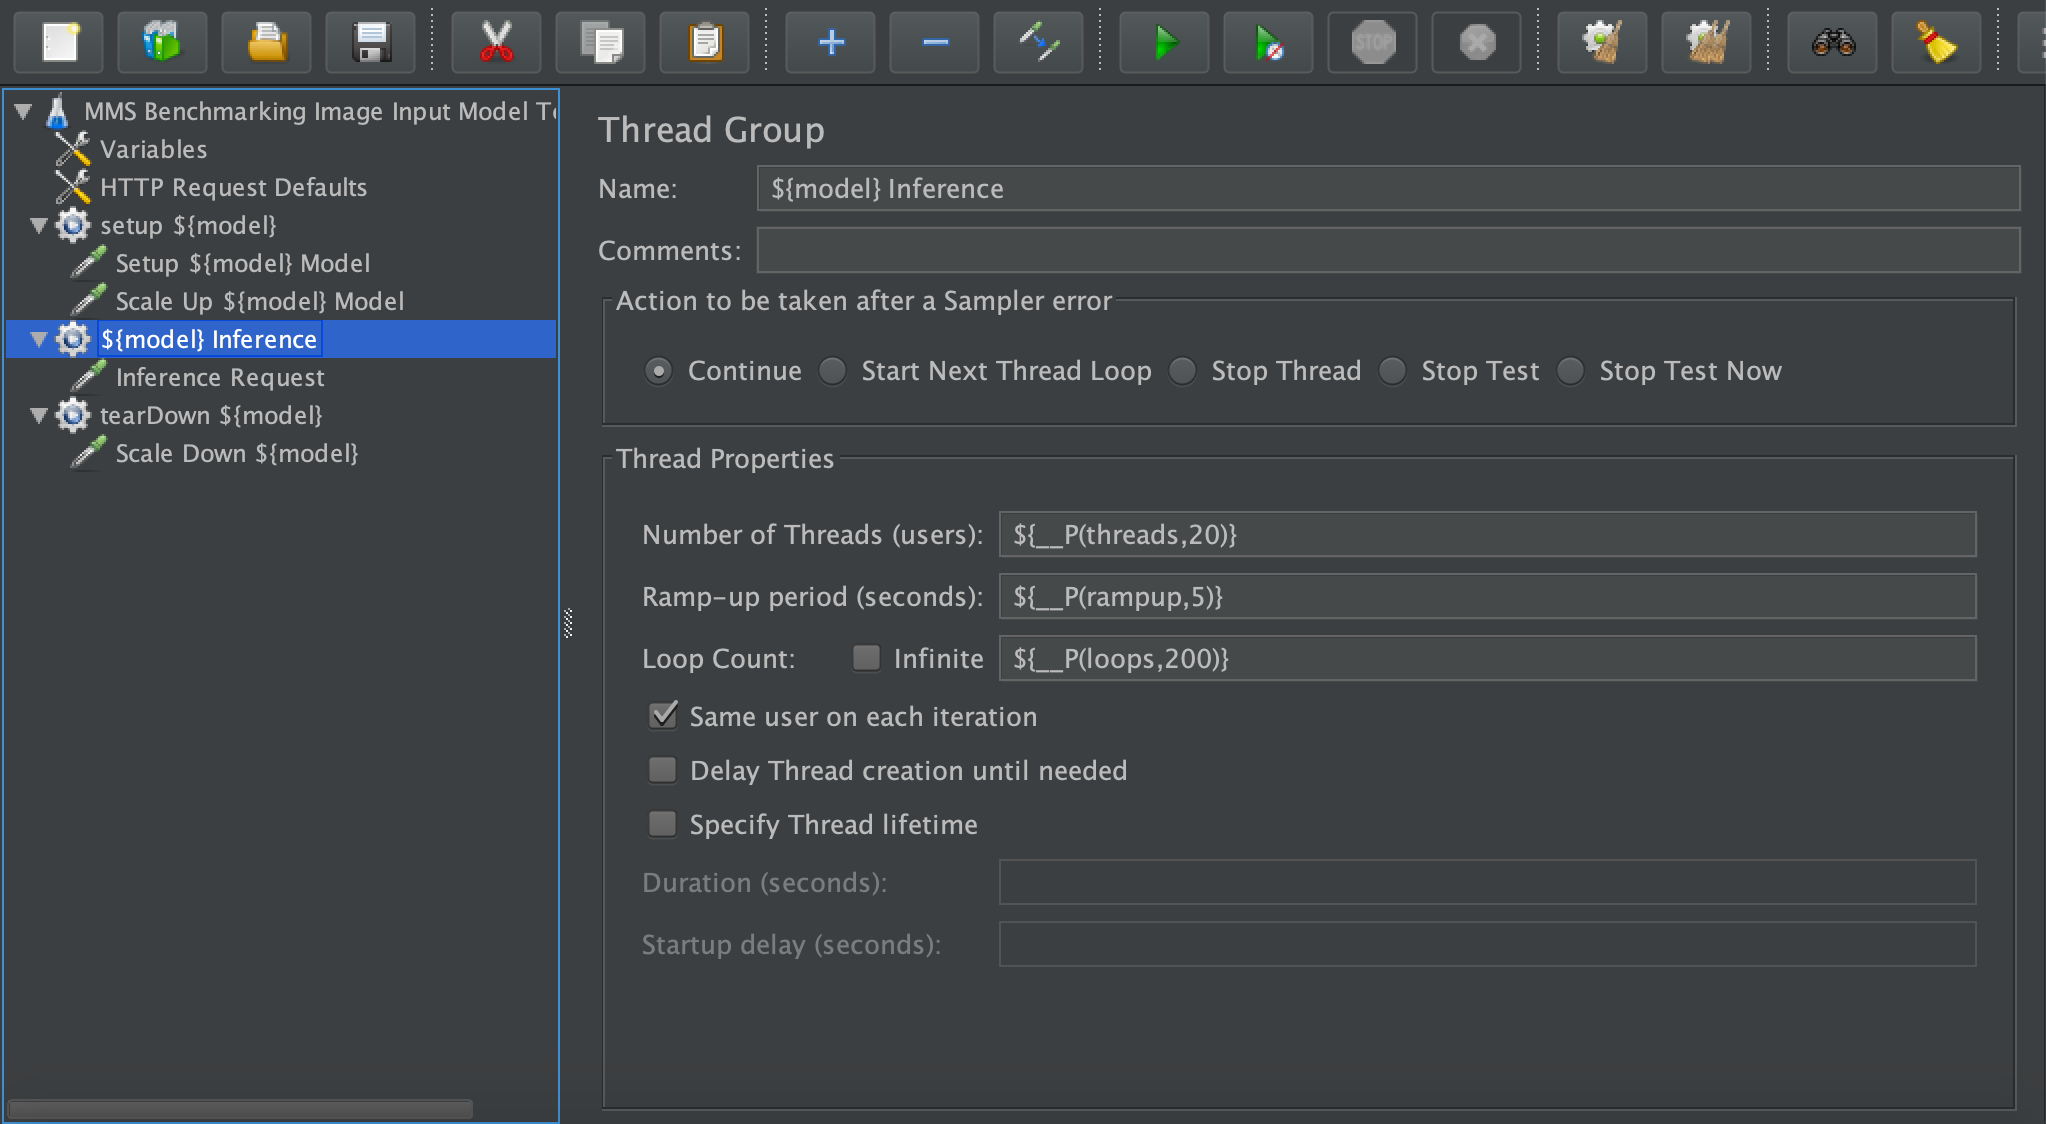 STOP
MMS Benchmarking Image Input Model
Variables
HTTP Request Defaults
setup ${model}
Setup ${model} Model
Scale Up ${model} Model
${model} Inference
Inference Request
tearDown ${model}
Scale Down ${model}
Thread Group
Name: ${model} Inference
Comments:
Action to be taken after a Sampler error
Continue Start Next Thread Loop Stop Thread Stop Test Stop Test Now
Thread Properties
Number of Threads (users): ${__P(threads,20)}
Ramp-up period (seconds): ${__P(rampup,5)}
Loop Count: Infinite ${__P(loops,200)}
Same user on each iteration
Delay Thread creation until needed
Specify Thread lifetime
Duration (seconds):
Startup delay (seconds):